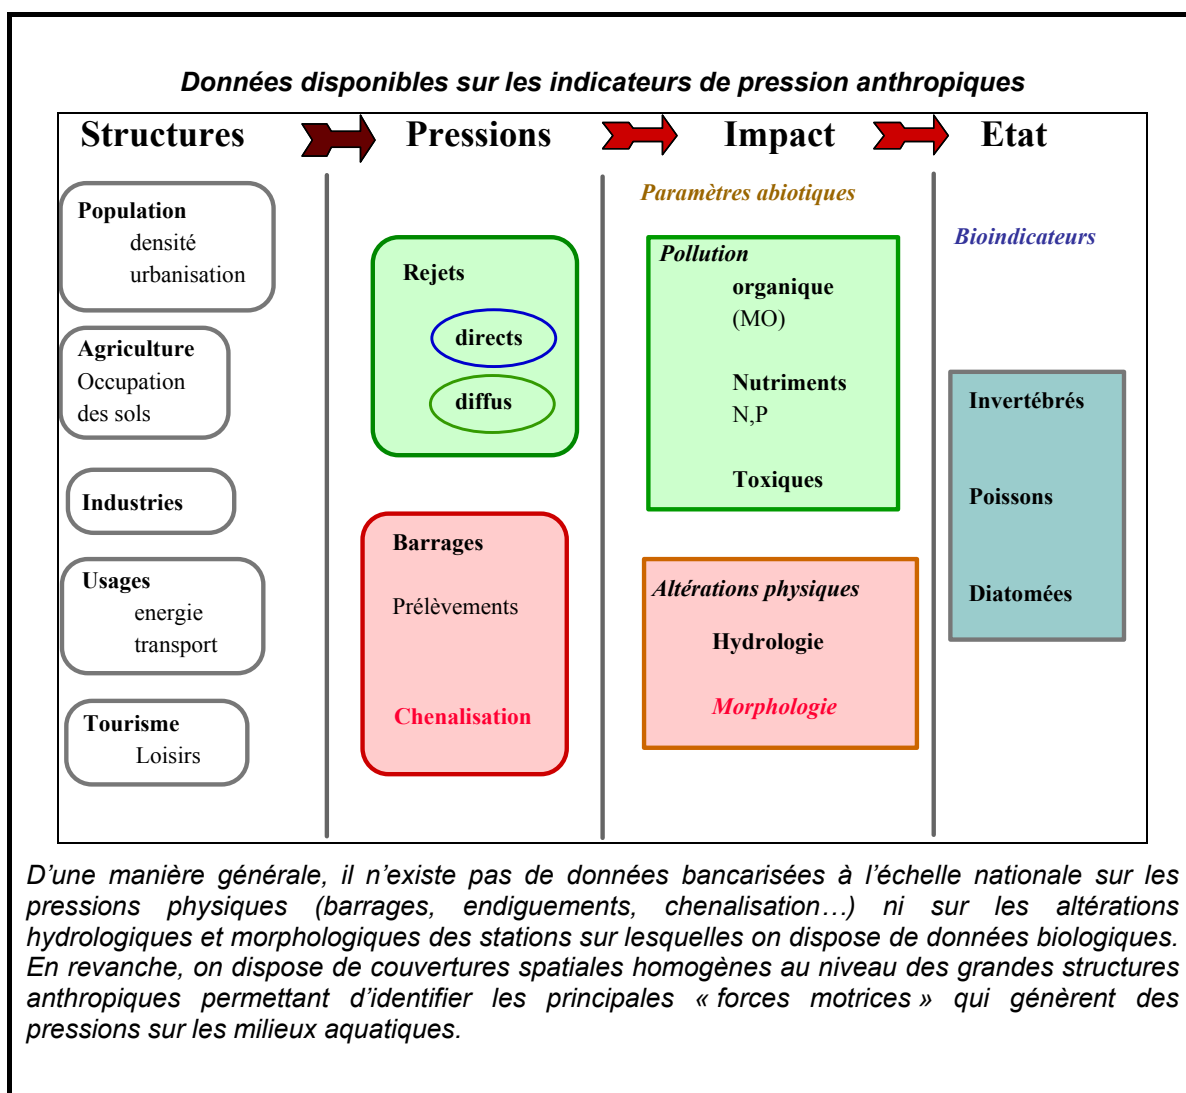 Données disponibles sur les indicateurs de pression anthropiques
Structures
Pressions
Impact
Etat
Population
densité
urbanisation
Agriculture
Occupation
des sols
Industries
Usages
energie
transport
Tourisme
Loisirs
Rejets
directs
diffus
Barrages
Prélèvements
Chenalisation
Paramètres abiotiques
Pollution
organique
(MO)
Nutriments
N,P
Toxiques
Altérations physiques
Hydrologie
Morphologie
Bioindicateurs
Invertébrés
Poissons
Diatomées
D'une manière générale, il n'existe pas de données bancarisées à l'échelle nationale sur les
pressions physiques (barrages, endiguements, chenalisation…) ni sur les altérations
hydrologiques et morphologiques des stations sur lesquelles on dispose de données biologiques.
En revanche, on dispose de couvertures spatiales homogènes au niveau des grandes structures
anthropiques permettant d'identifier les principales « forces motrices » qui génèrent des
pressions sur les milieux aquatiques.